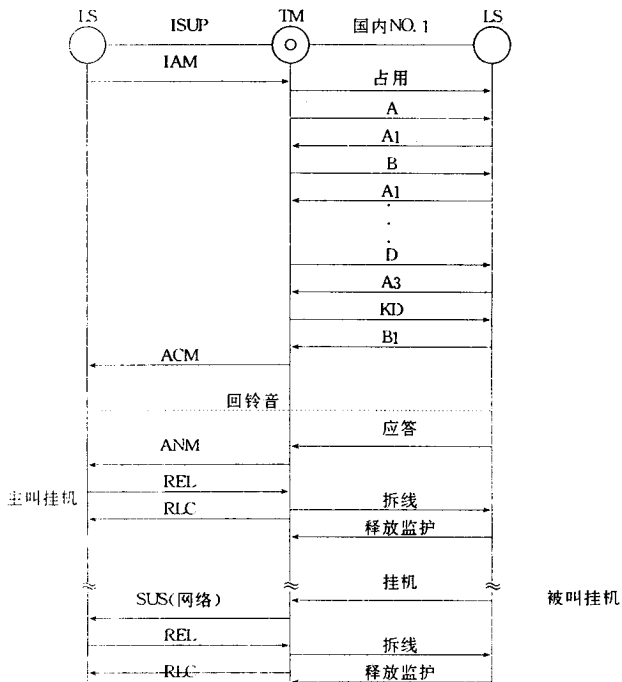 LS ISUP TM 国内NO.1 LS
IAM
占用
A
A1
B
A1
D
A3
KD
B1
ACM
回铃音
应答
ANM
REL
主叫挂机
RLC 拆线
释放监护
挂机
SUS(网络) 被叫挂机
REL
拆线
RLC 释放监护